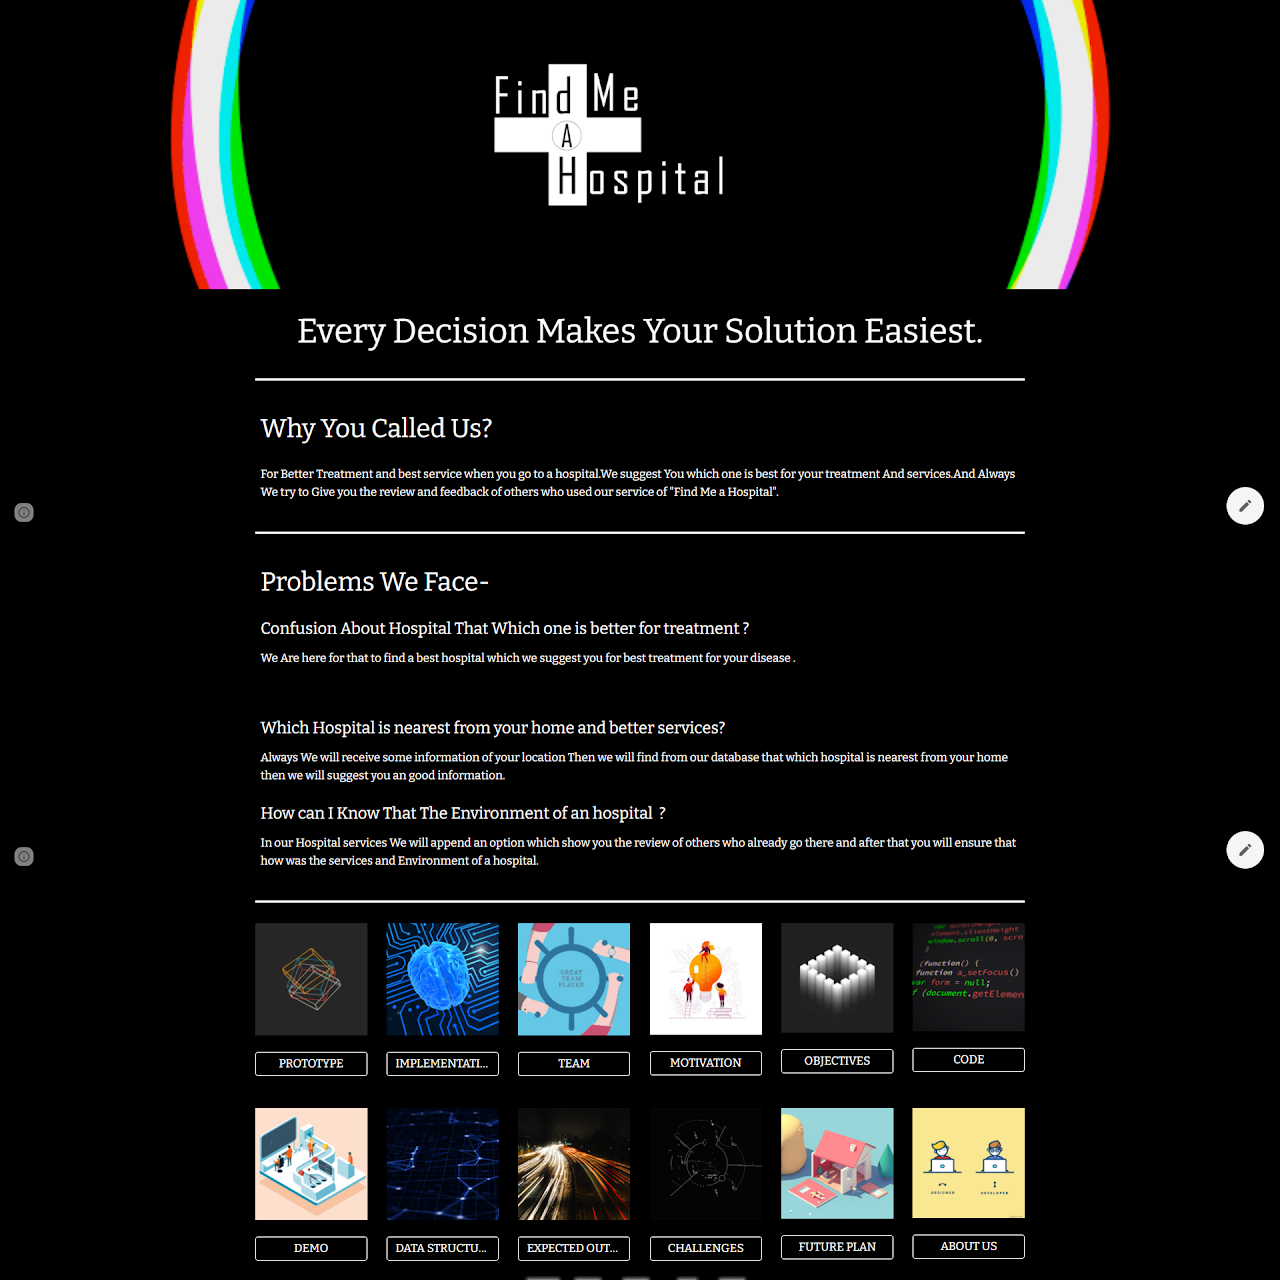 Find Me
A
Hospital
Every Decision Makes Your Solution Easiest.
Why You Called Us?
For Better Treatment and best service when you go to a hospital.We suggest You which one is best for your treatment And services.And Always
We try to Give you the review and feedback of others who used our service of "Find Me a Hospital".
Problems We Face-
Confusion About Hospital That Which one is better for treatment ?
We Are here for that to find a best hospital which we suggest you for best treatment for your disease .
Which Hospital is nearest from your home and better services?
Always We will receive some information of your location Then we will find from our database that which hospital is nearest from your home
then we will suggest you an good information.
How can I Know That The Environment of an hospital  ?
In our Hospital services We will append an option which show you the review of others who already go there and after that you will ensure that
how was the services and Environment of a hospital.
GREAT
TEAM
PLAYER
element.clientHeight
window.scroll(0, scro
}
(function() {
function a_setFocus()
var form = null;
f (document.getElemen
PROTOTYPE
IMPLEMENTATI...
TEAM
MOTIVATION
OBJECTIVES
CODE
DESIGNER
DEVELOPER
DEMO
DATA STRUCTU...
EXPECTED OUT...
CHALLENGES
FUTURE PLAN
ABOUT US